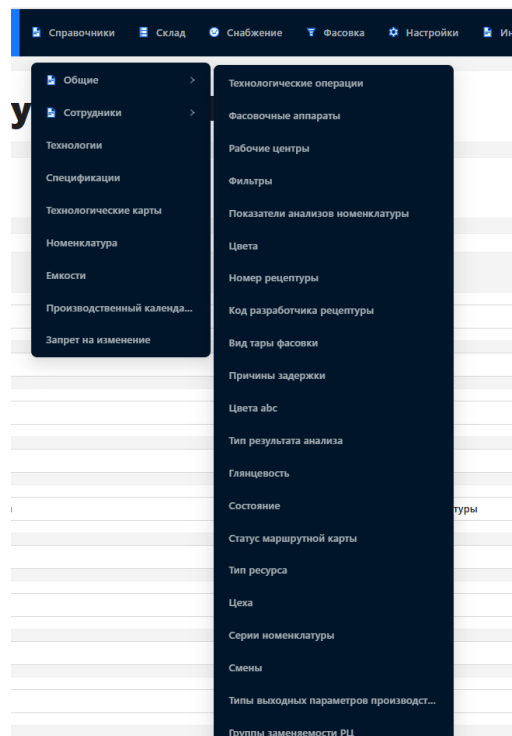 Справочники Склад Снабжение Фасовка Настройки Ин
Общие
Сотрудники
Технологии
Спецификации
Технологические карты
Номенклатура
Емкости
Производственный календа...
Запрет на изменение
Технологические операции
Фасовочные аппараты
Рабочие центры
Фильтры
Показатели анализов номенклатуры
Цвета
Номер рецептуры
Код разработчика рецептуры
Вид тары фасовки
Причины задержки
Цвета abc
Тип результата анализа
Глянцевость
Состояние
Статус маршрутной карты
Тип ресурса
Цеха
Серии номенклатуры
Смены
Типы выходных параметров производст...
Группы заменяемости РЦ
у
туры